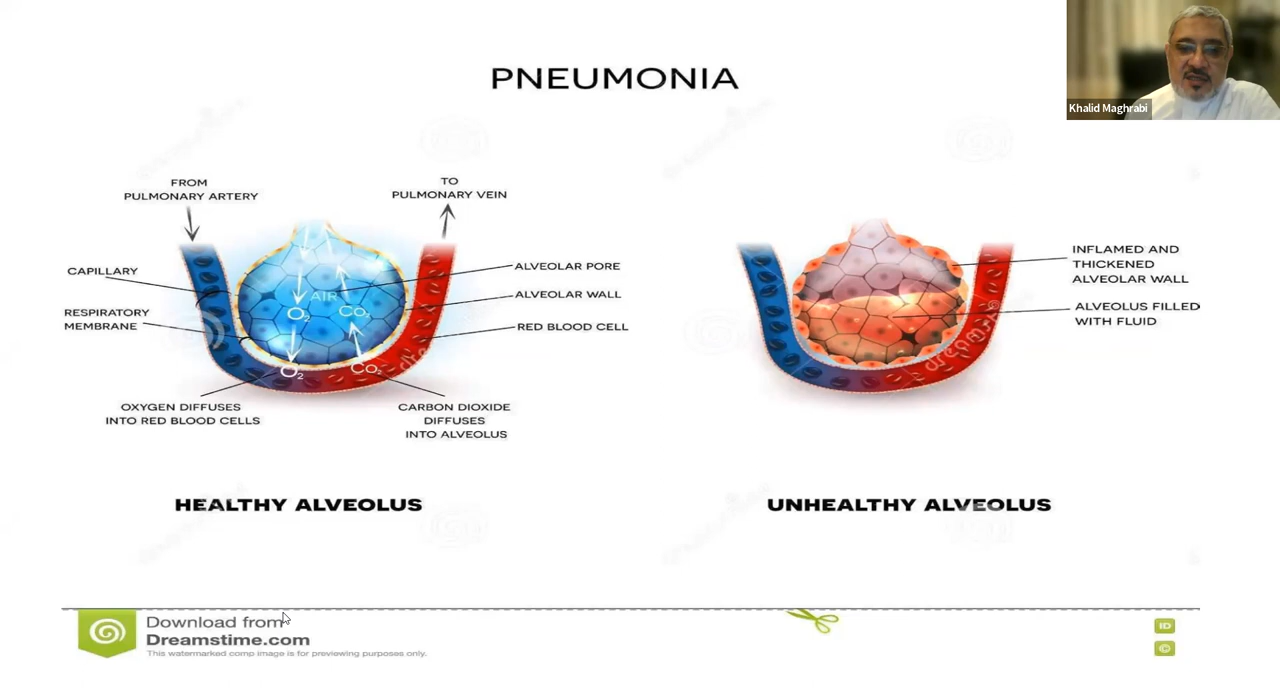 PNEUMONIA
Khalid Maghrabi
FROM
PULMONARY ARTERY
TO
PULMONARY VEIN
CAPILLARY
RESPIRATORY
MEMBRANE
AIR
O2
CO2
O2
CO2
ALVEOLAR PORE
ALVEOLAR WALL
RED BLOOD CELL
OXYGEN DIFFUSES
INTO RED BLOOD CELLS
CARBON DIOXIDE
DIFFUSES
INTO ALVEOLUS
HEALTHY ALVEOLUS
INFLAMED AND
THICKENED
ALVEOLAR WALL
ALVEOLUS FILLED
WITH FLUID
UNHEALTHY ALVEOLUS
Download from
Dreamstime.com
This watermarked comp image is for previewing purposes only.
ID
©